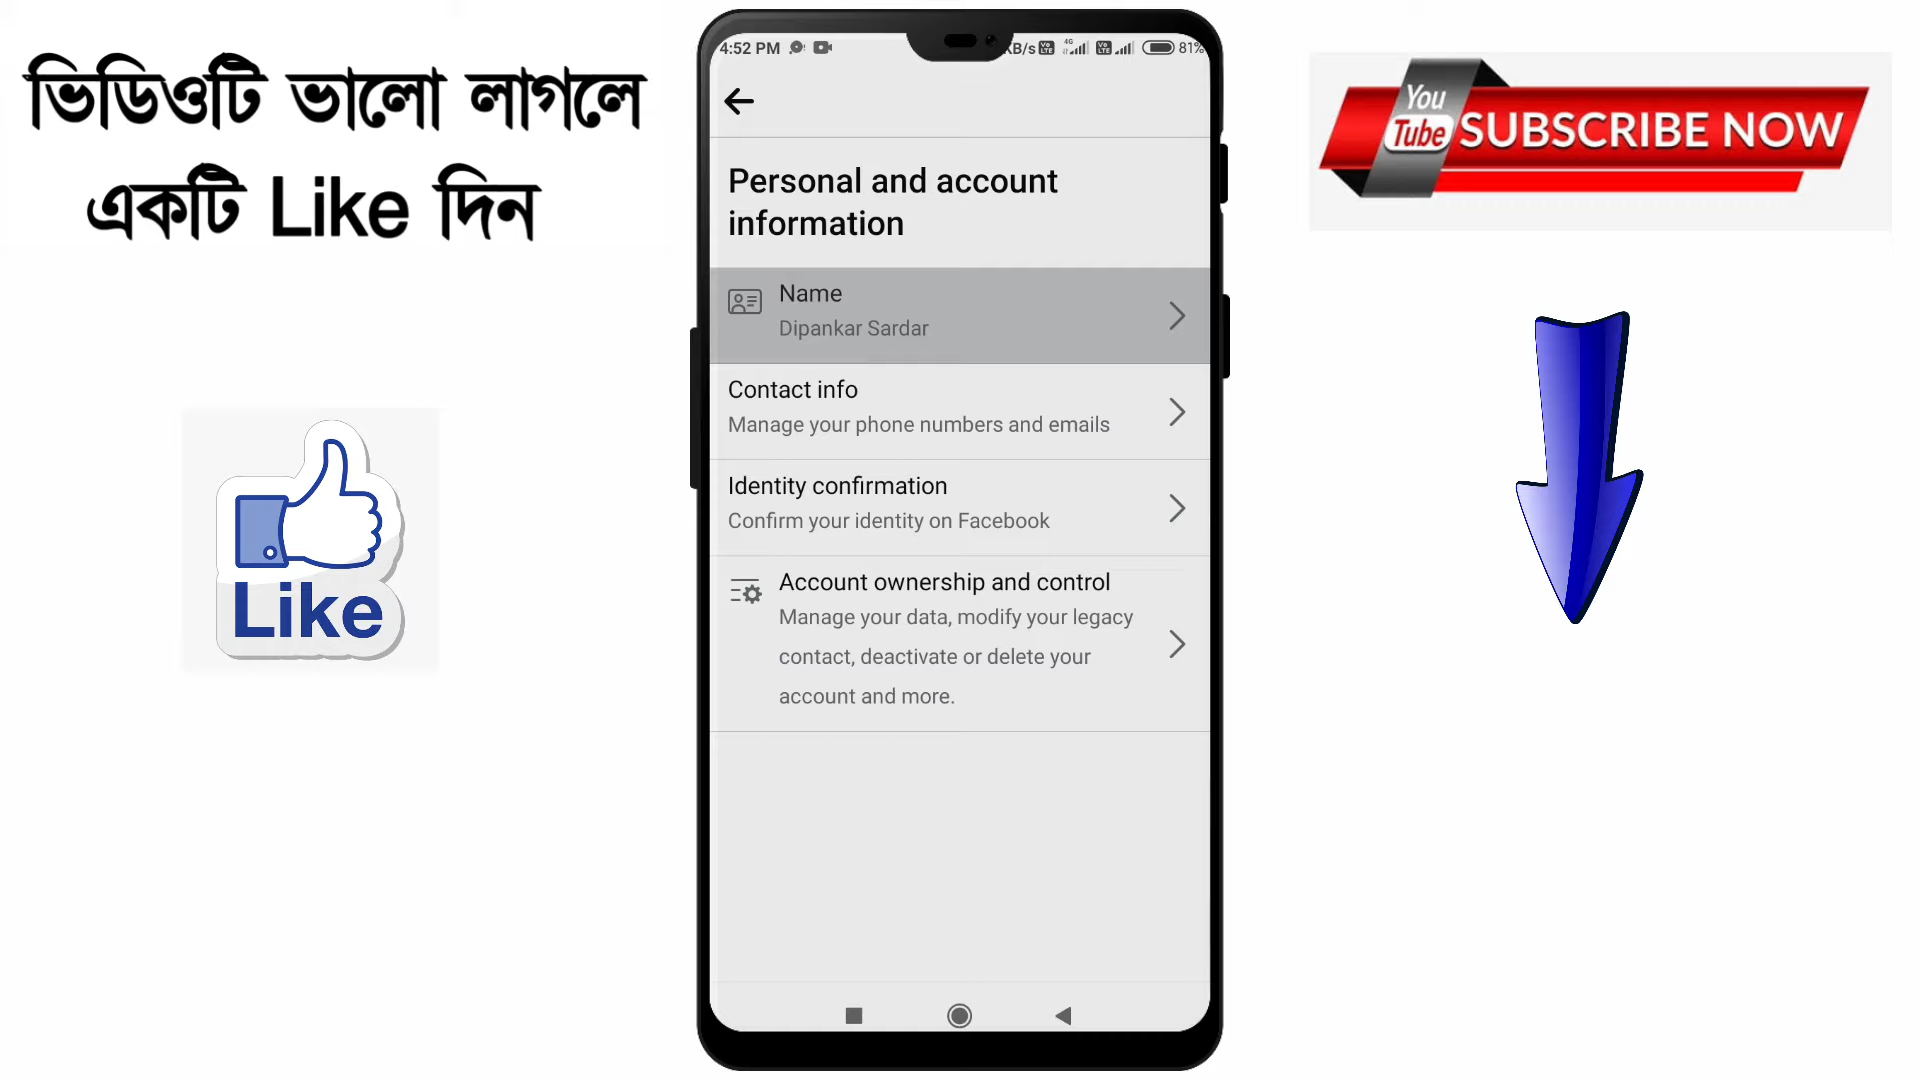 ভিডিওটি ভালো লাগলে
একটি Like দিন
Like
4:52 PM
KB/s
4G
81%
Personal and account
information
Name
Dipankar Sardar
Contact info
Manage your phone numbers and emails
Identity confirmation
Confirm your identity on Facebook
Account ownership and control
Manage your data, modify your legacy
contact, deactivate or delete your
account and more.
You
Tube SUBSCRIBE NOW